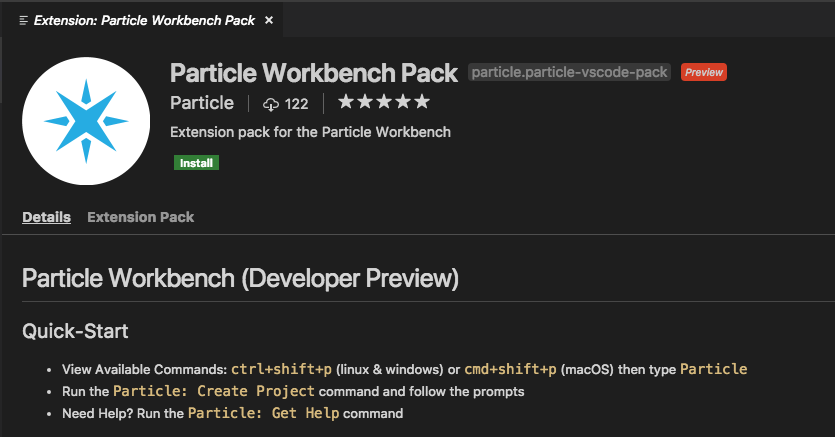 Extension: Particle Workbench Pack
Particle Workbench Pack particle.particle-vscode-pack Preview
Particle 122
Extension pack for the Particle Workbench
Install
Details Extension Pack
Particle Workbench (Developer Preview)
Quick-Start
• View Available Commands: ctrl+shift+p (linux & windows) or cmd+shift+p (macOS) then type Particle
• Run the Particle: Create Project command and follow the prompts
• Need Help? Run the Particle: Get Help command